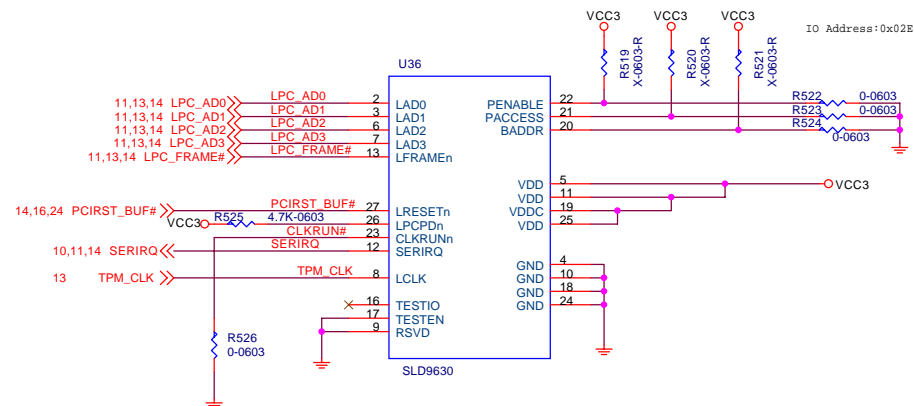 VCC3 VCC3 VCC3
IO Address:0x02E
R519
X-0603-R
R520
X-0603-R
R521
X-0603-R
U36
11,13,14 LPC_AD0 LPC_AD0 2 LAD0
11,13,14 LPC_AD1 LPC_AD1 3 LAD1
11,13,14 LPC_AD2 LPC_AD2 6 LAD2
11,13,14 LPC_AD3 LPC_AD3 7 LAD3
11,13,14 LPC_FRAME# LPC_FRAME# 13 LFRAMEn
PENABLE 22 R522 0-0603
PACCESS 21 R523 0-0603
BADDR 20 R524 0-0603
14,16,24 PCIRST_BUF# PCIRST_BUF# 27 LRESETn
VCC3 R525 4.7K-0603 26 LPCPDn
CLKRUN# 23 CLKRUNn
10,11,14 SERIRQ SERIRQ 12 SERIRQ
13 TPM_CLK TPM_CLK 8 LCLK
16 TESTIO
17 TESTEN
9 RSVD
VDD 5 VCC3
VDD 11
VDDC 19
VDD 25
GND 4
GND 10
GND 18
GND 24
R526
0-0603
SLD9630